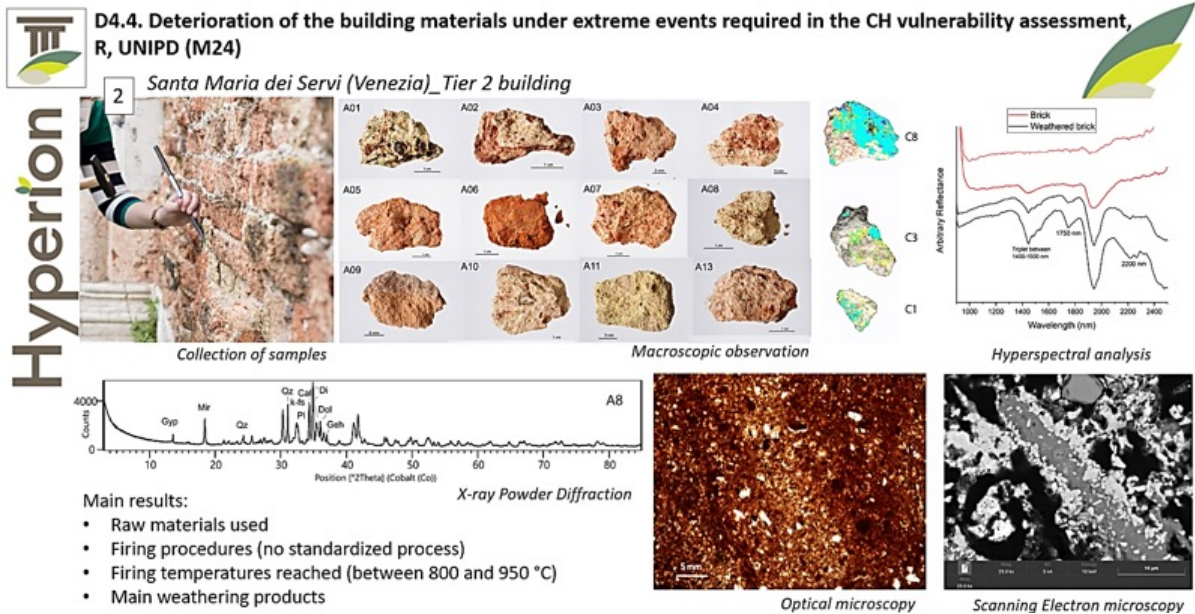 D4.4. Deterioration of the building materials under extreme events required in the CH vulnerability assessment,
R, UNIPD (M24)
Hyperion
2
Santa Maria dei Servi (Venezia)_Tier 2 building
A01
A02
A03
A04
A05
A06
A07
A08
A09
A10
A11
A13
C8
C3
C1
Brick
Weathered brick
Arbitrary Reflectance
Triplet between
1400-1500 nm
1750 nm
2200 nm
1000 1200 1400 1600 1800 2000 2200 2400
Wavelength (nm)
Collection of samples
Macroscopic observation
Hyperspectral analysis
4000
0
Counts
Gyp
Mir
Qz
Qz
k-fs
Pl
Cal
Di
Dol
Geh
A8
10 20 30 40 50 60 70 80
Position [°2Theta] (Cobalt (Co))
X-ray Powder Diffraction
Main results:
• Raw materials used
• Firing procedures (no standardized process)
• Firing temperatures reached (between 800 and 950 °C)
• Main weathering products
5 mm
Optical microscopy
Scanning Electron microscopy